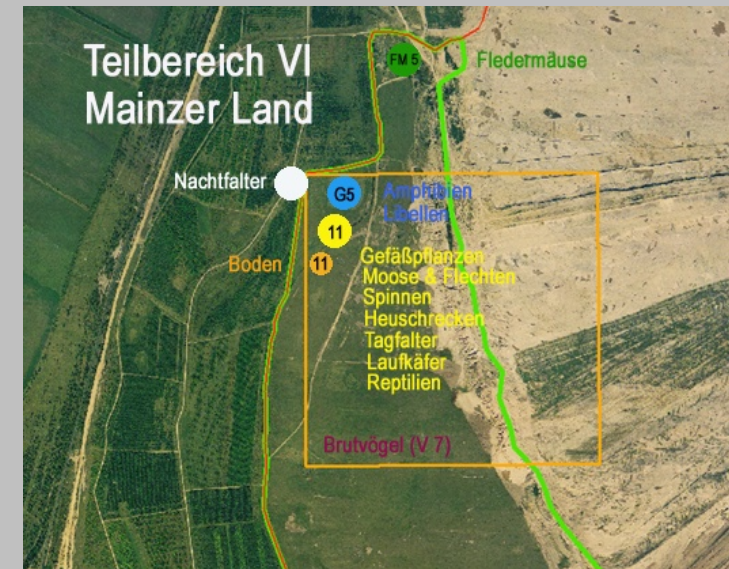 Teilbereich VI
Mainzer Land
FM 5
Fledermäuse
Nachtfalter
G5
Amphibien
Libellen
11
Boden
11
Gefäßpflanzen
Moose & Flechten
Spinnen
Heuschrecken
Tagfalter
Laufkäfer
Reptilien
Brutvögel (V 7)